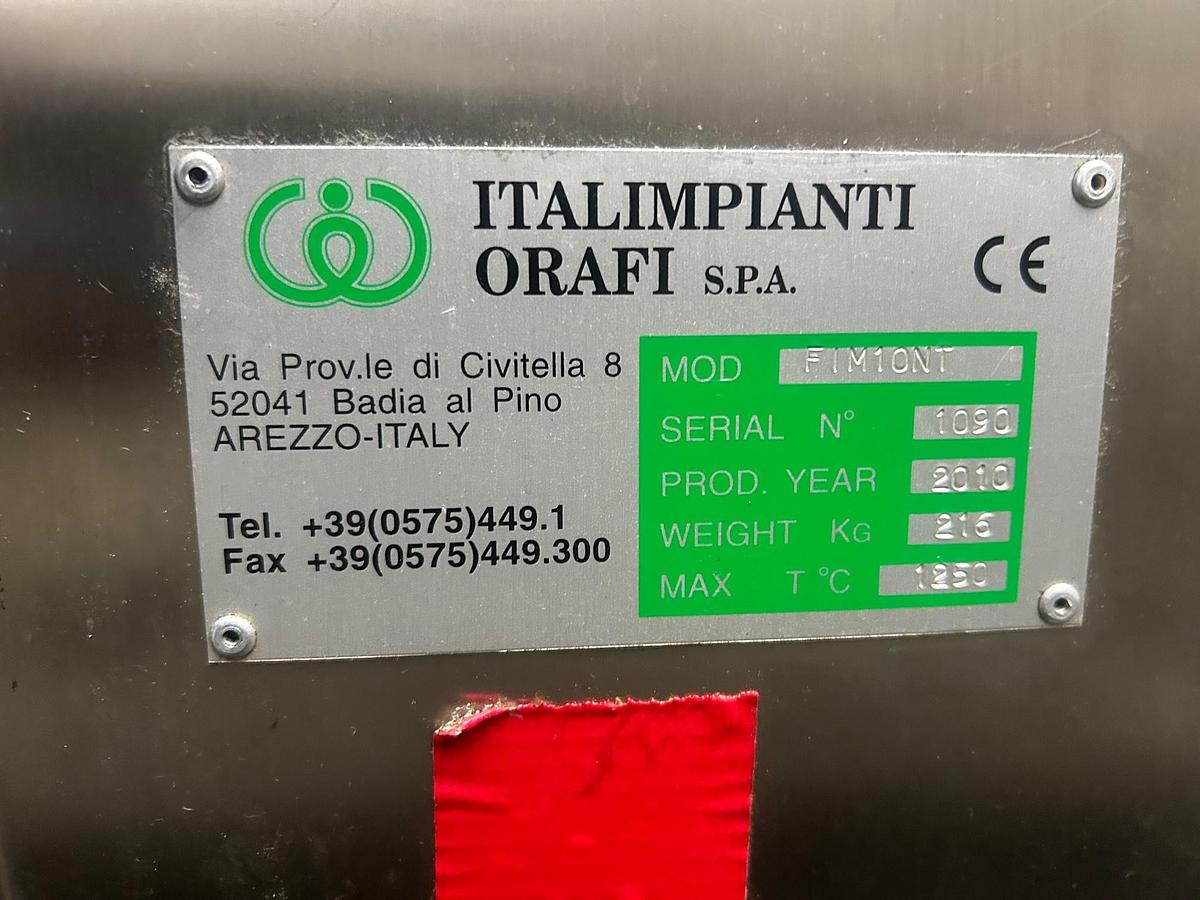 ITALIMPIANTI
ORAFI S.P.A.
CE
Via Prov.le di Civitella 8
52041 Badia al Pino
AREZZO-ITALY
Tel. +39(0575)449.1
Fax +39(0575)449.300
MOD FIM10NT /
SERIAL N° 1090
PROD. YEAR 2010
WEIGHT KG 216
MAX T °C 1250